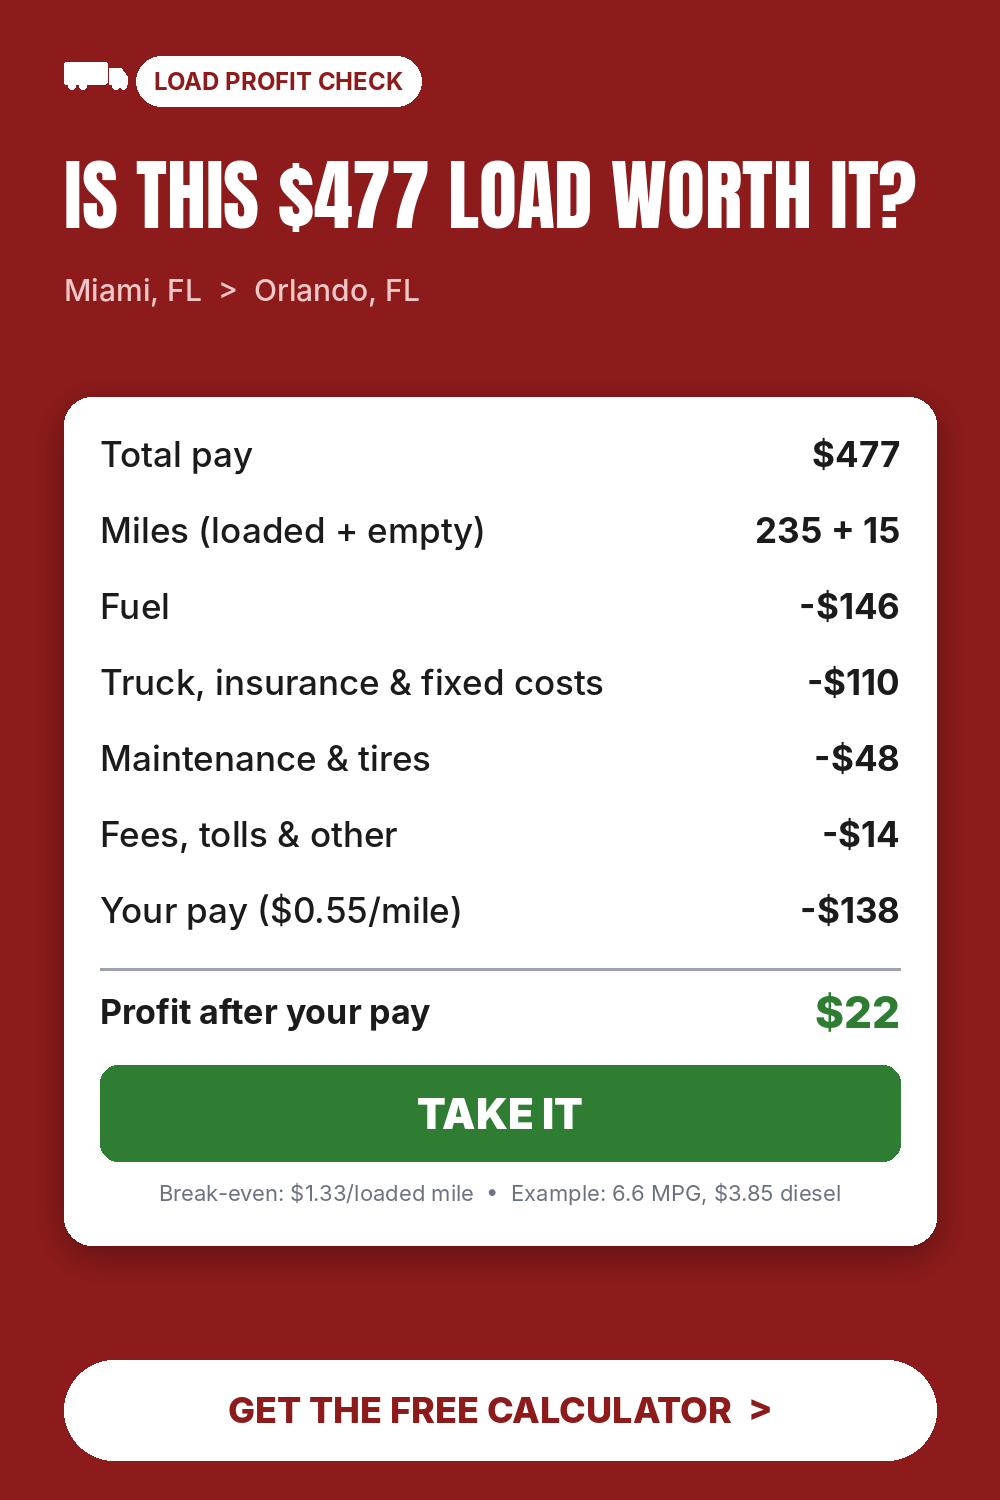 LOAD PROFIT CHECK
IS THIS $477 LOAD WORTH IT?
Miami, FL > Orlando, FL
Total pay $477
Miles (loaded + empty) 235 + 15
Fuel -$146
Truck, insurance & fixed costs -$110
Maintenance & tires -$48
Fees, tolls & other -$14
Your pay ($0.55/mile) -$138
Profit after your pay $22
TAKE IT
Break-even: $1.33/loaded mile • Example: 6.6 MPG, $3.85 diesel
GET THE FREE CALCULATOR >